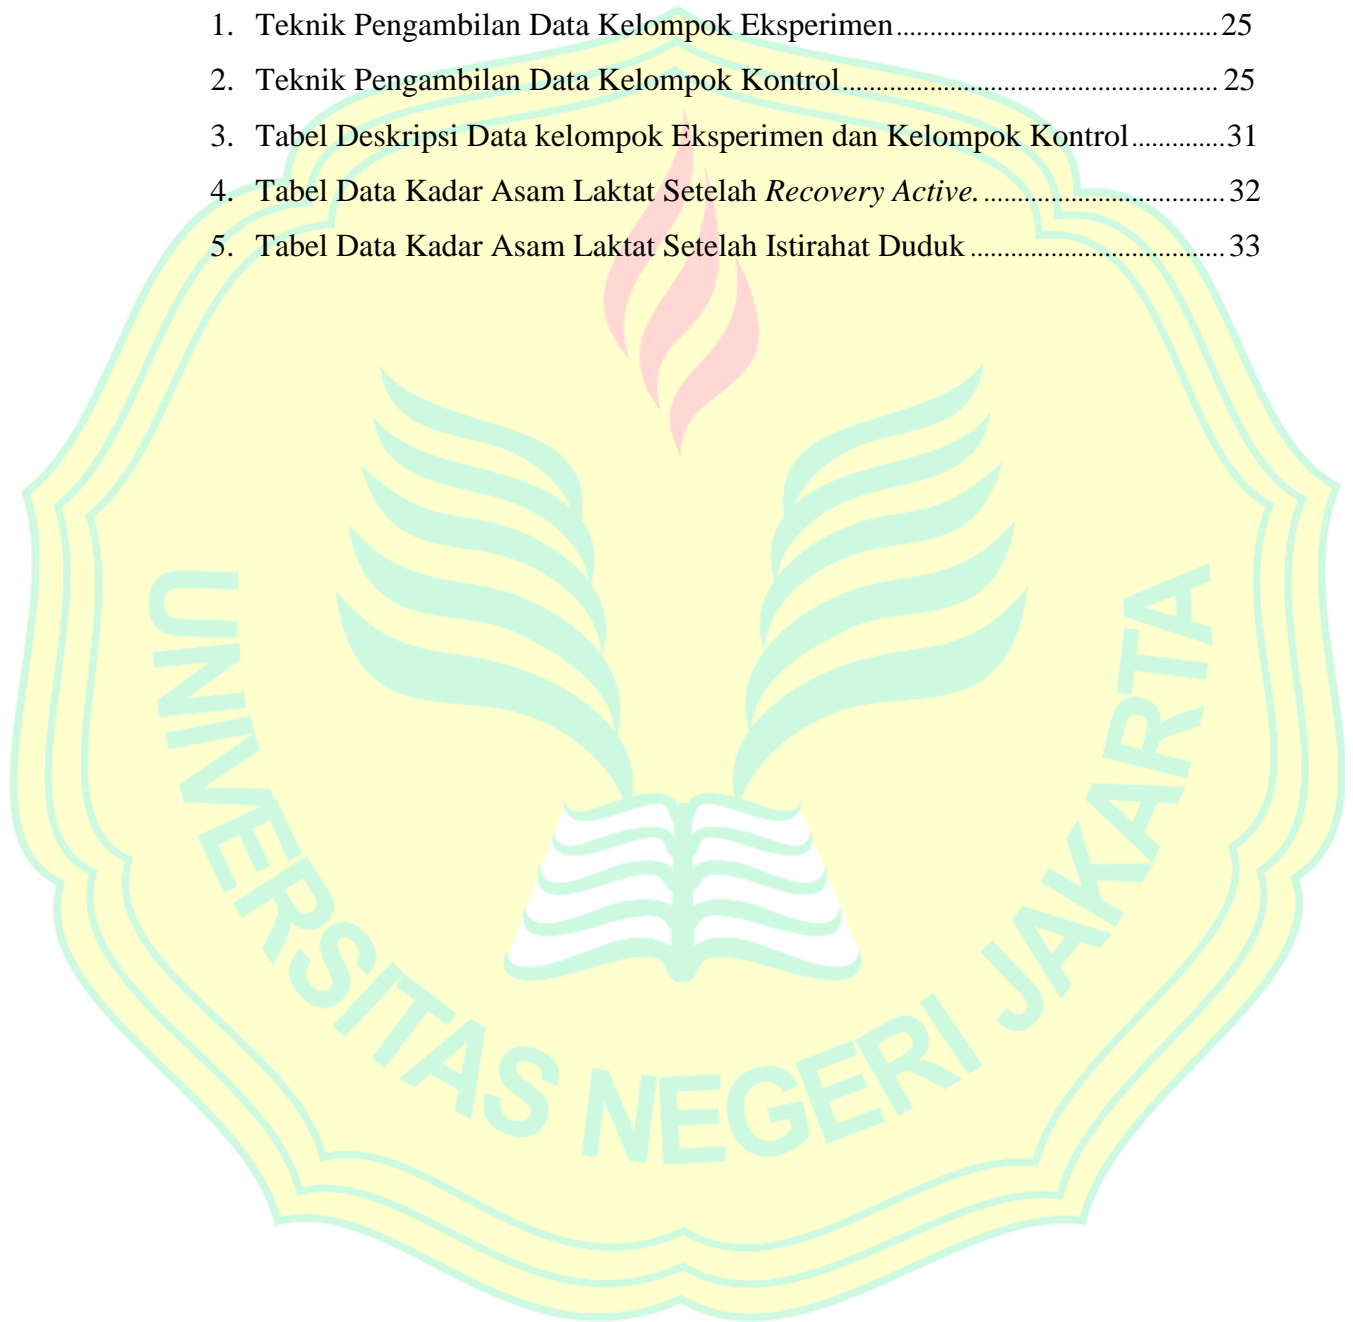 1. Teknik Pengambilan Data Kelompok Eksperimen................................................25
2. Teknik Pengambilan Data Kelompok Kontrol........................................................ 25
3. Tabel Deskripsi Data kelompok Eksperimen dan Kelompok Kontrol..............31
4. Tabel Data Kadar Asam Laktat Setelah Recovery Active. .................................... 32
5. Tabel Data Kadar Asam Laktat Setelah Istirahat Duduk ...................................... 33
UNIVERSITAS NEGERI JAKARTA